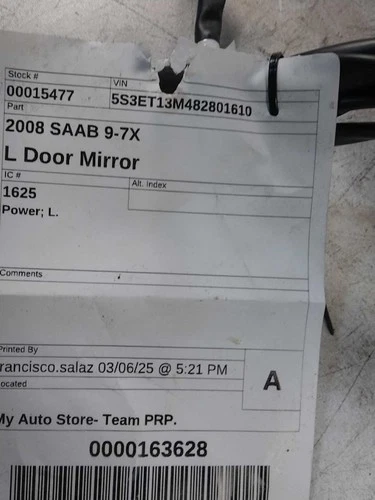 Stock #
VIN
00015477
5S3ET13M482801610
Part
2008 SAAB 9-7X
L Door Mirror
IC #
Alt. Index
1625
Power; L.
Comments
Printed By
rancisco.salaz 03/06/25 @ 5:21 PM
ocated
A
My Auto Store- Team PRP.
0000163628